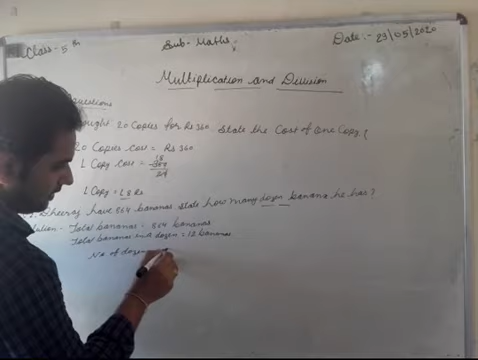 Class - 5th Sub - Maths Date :- 23/05/2020
Multiplication and Division
Questions
20 Copies for Rs 360. State the Cost of One Copy. (
20 Copies Cost = Rs 360
1 Copy Cost =
18
1 Copy = 18 Rs
have 864 bananas state how many dozen banana he has?
Total bananas = 864 bananas
Total bananas in 1 dozen = 12 bananas
No of dozen